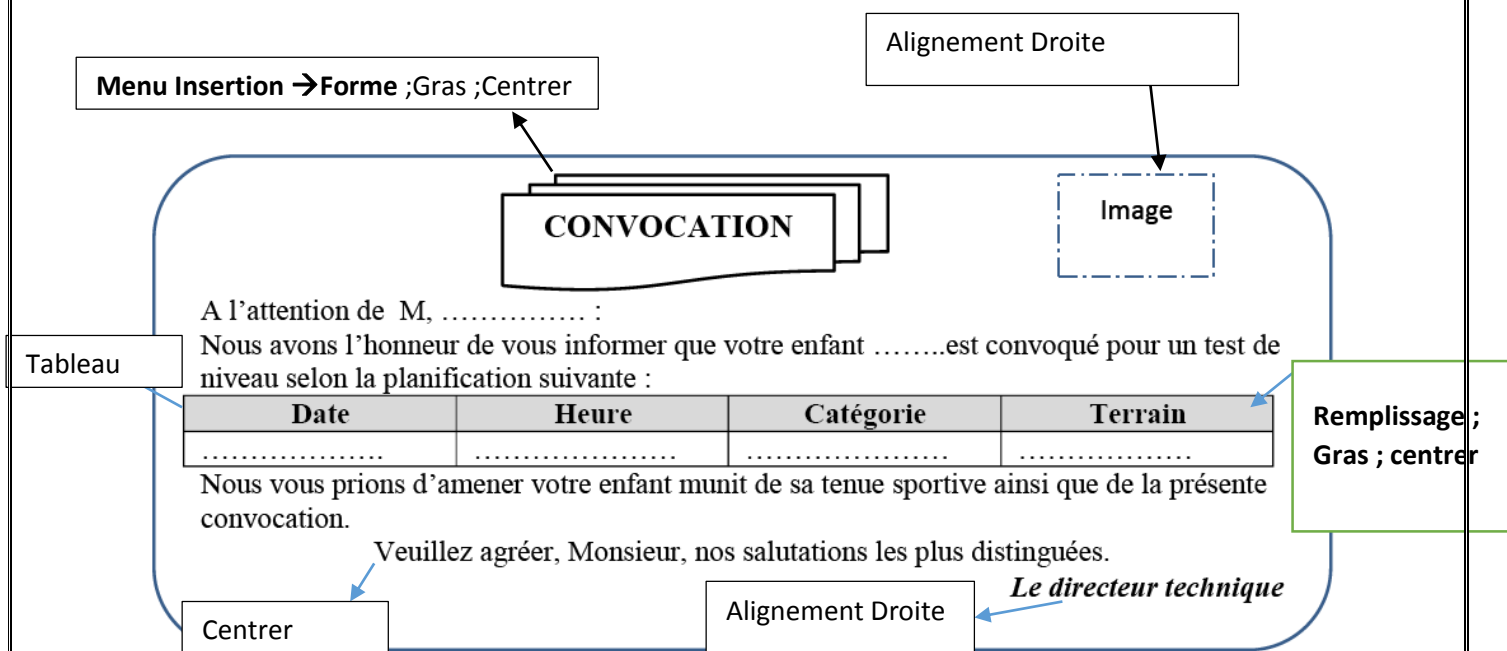 Alignement Droite
Menu Insertion →Forme ;Gras ;Centrer
CONVOCATION
Image
A l’attention de  M, …………… :
Nous avons l’honneur de vous informer que votre enfant ……..est convoqué pour un test de
niveau selon la planification suivante :
Tableau
Date Heure Catégorie Terrain
………………. ………………… ………………… ………………
Remplissage ;
Gras ; centrer
Nous vous prions d’amener votre enfant munit de sa tenue sportive ainsi que de la présente
convocation.
Veuillez agréer, Monsieur, nos salutations les plus distinguées.
Le directeur technique
Alignement Droite
Centrer